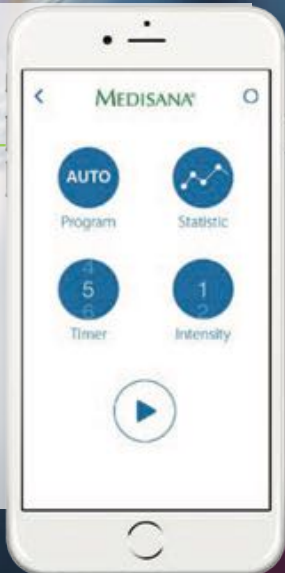 MEDISANA®
AUTO
Program
Statistic
4
5
6
Timer
1
2
Intensity